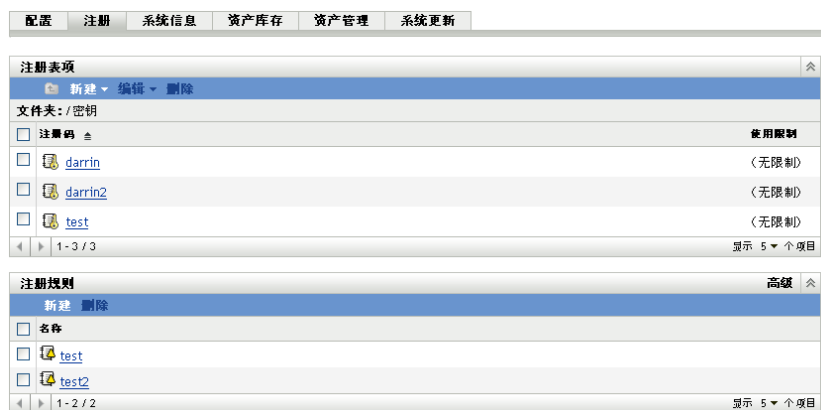 配置 注册 系统信息 资产库存 资产管理 系统更新
注册表项
新建 编辑 删除
文件夹: /密钥
注册码 使用限制
darrin （无限制）
darrin2 （无限制）
test （无限制）
1 - 3 / 3 显示 5 个项目
注册规则 高级
新建 删除
名称
test
test2
1 - 2 / 2 显示 5 个项目